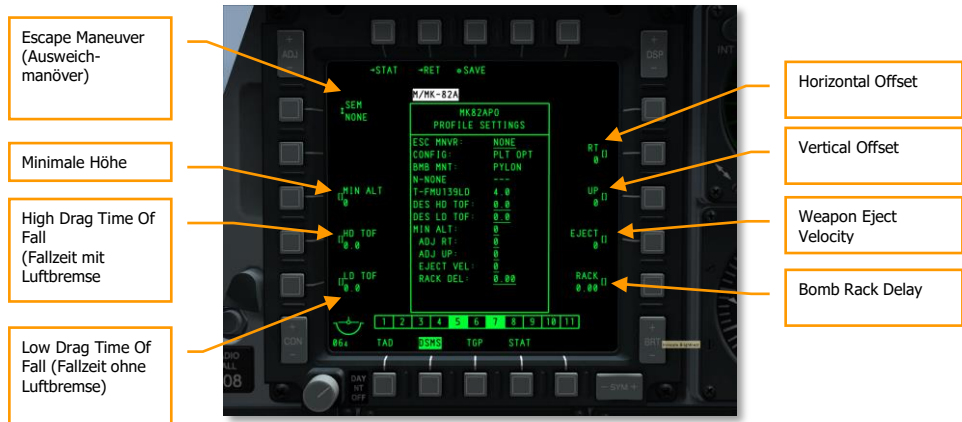 Escape Maneuver
(Ausweich-
manöver)
Minimale Höhe
High Drag Time Of
Fall
(Fallzeit mit
Luftbremse
Low Drag Time Of
Fall (Fallzeit ohne
Luftbremse)
ADJ
DSP
INT
STAT RET SAVE
M/MK-82A
SEM
NONE
MK82APO
PROFILE SETTINGS
ESC MNVR: NONE
CONFIG: PLT OPT
BMB MNT: PYLON
N-NONE ---
T-FMU139LD 4.0
DES HD TOF: 0.0
DES LD TOF: 0.0
MIN ALT: 0
ADJ RT: 0
ADJ UP: 0
EJECT VEL: 0
RACK DEL: 0.00
MIN ALT
0
HD TOF
0.0
LD TOF
0.0
RT
0
UP
0
EJECT
0
RACK
0.00
1 2 3 4 5 6 7 8 9 10 11
TAD DSMS TGP STAT
CON
BRT
08
DAY
NT
OFF
- SYM +
Horizontal Offset
Vertical Offset
Weapon Eject
Velocity
Bomb Rack Delay